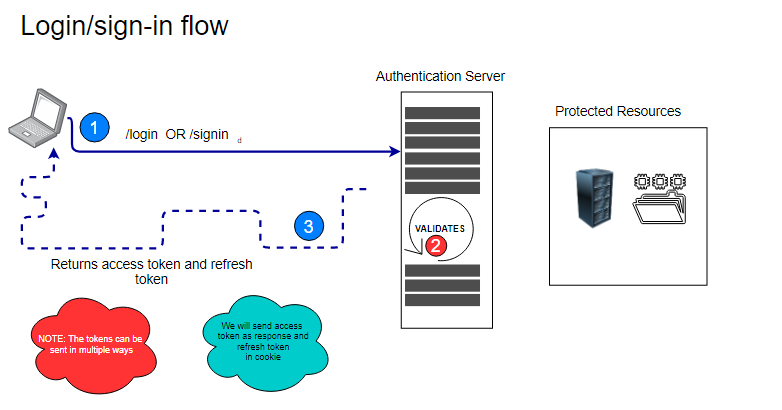 Login/sign-in flow
Authentication Server
Protected Resources
1
/login OR /signin
d
VALIDATES
2
3
Returns access token and refresh
token
NOTE: The tokens can be
sent in multiple ways
We will send access
token as response and
refresh token
in cookie